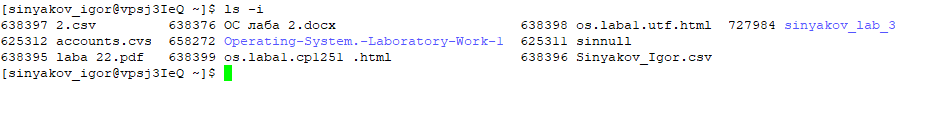 [sinyakov_igor@vpsj3IeQ ~]$ ls -i
638397 2.csv 638376 ОС лаба 2.docx 638398 os.laba1.utf.html 727984 sinyakov_lab_3
625312 accounts.cvs 658272 Operating-System.-Laboratory-Work-1 625311 sinnull
638395 laba 22.pdf 638399 os.laba1.cp1251 .html 638396 Sinyakov_Igor.csv
[sinyakov_igor@vpsj3IeQ ~]$